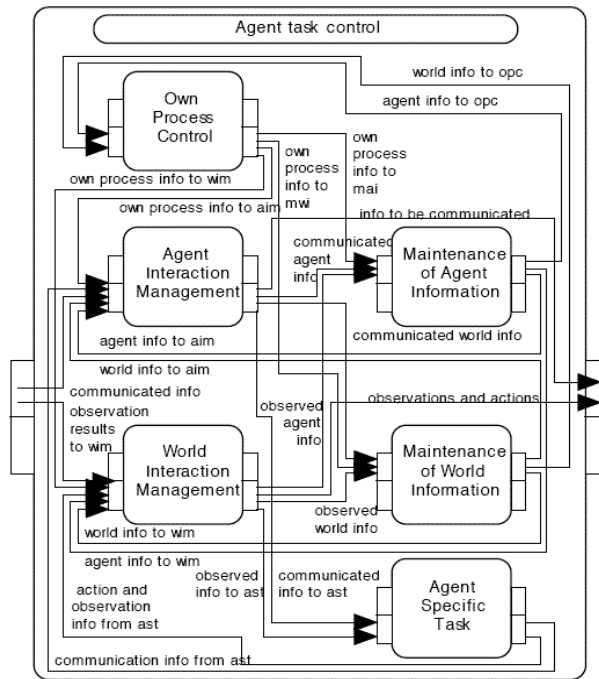 Agent task control
world info to opc
agent info to opc
Own
Process
Control
own
process
info to
mwi
own
process
info to
mai
own process info to wim
own process info to aim
info to be communicated
Agent
Interaction
Management
communicated
agent
info
Maintenance
of Agent
Information
agent info to aim
communicated world info
world info to aim
communicated info
observation
results
to wim
observed
agent
info
observations and actions
World
Interaction
Management
Maintenance
of World
Information
world info to wim
observed
world info
agent info to wim
action and
observation
info from ast
observed
info to ast
communicated
info to ast
Agent
Specific
Task
communication info from ast